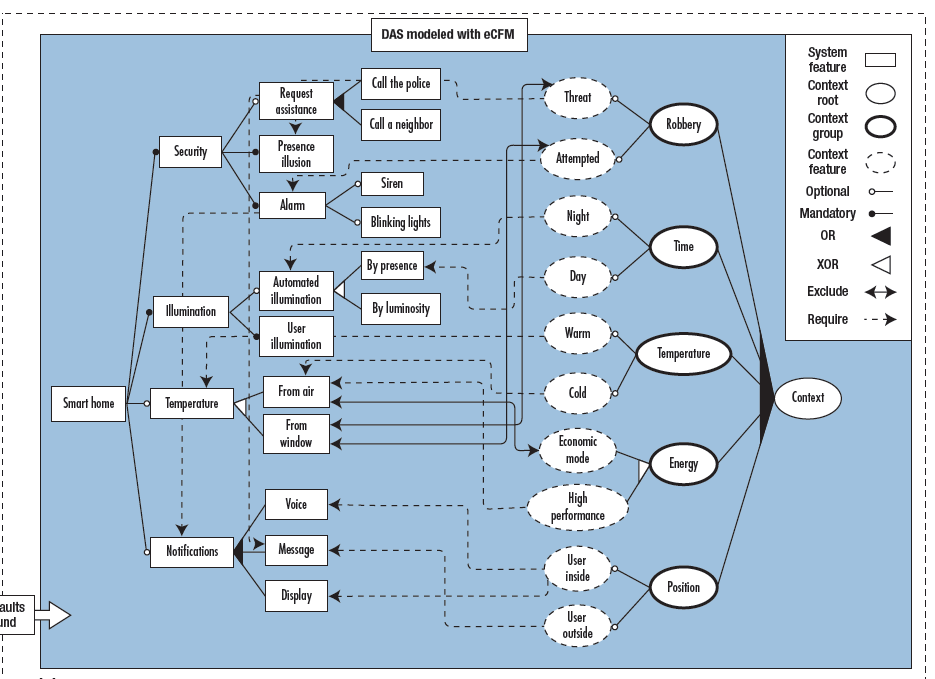 DAS modeled with eCFM
System
feature
Context
root
Context
group
Context
feature
Optional
Mandatory
OR
XOR
Exclude
Require
Smart home
Security
Illumination
Temperature
Notifications
Request
assistance
Presence
illusion
Alarm
Call the police
Call a neighbor
Siren
Blinking lights
Automated
illumination
User
illumination
By presence
By luminosity
From air
From
window
Voice
Message
Display
Threat
Attempted
Night
Day
Warm
Cold
Economic
mode
High
performance
User
inside
User
outside
Robbery
Time
Temperature
Energy
Position
Context
aults
und